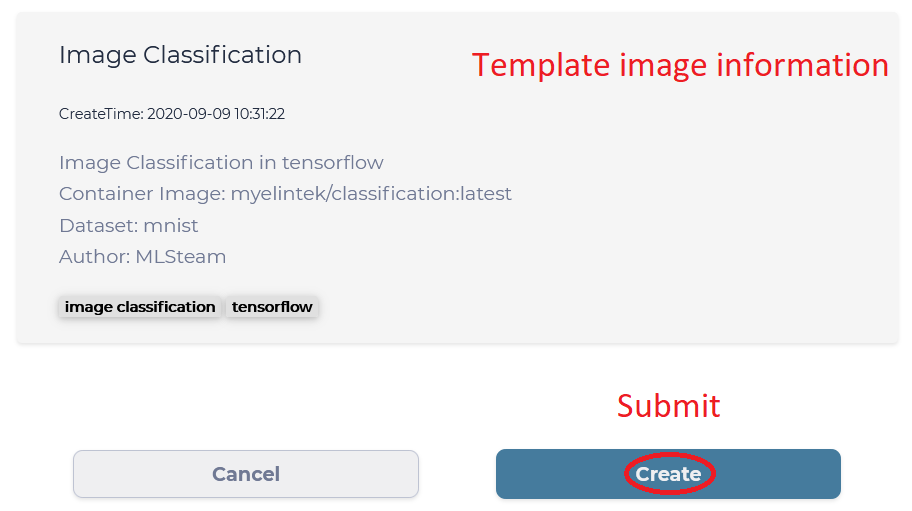 Image Classification
Template image information
CreateTime: 2020-09-09 10:31:22
Image Classification in tensorflow
Container Image: myelintek/classification:latest
Dataset: mnist
Author: MLSteam
image classification tensorflow
Submit
Cancel Create